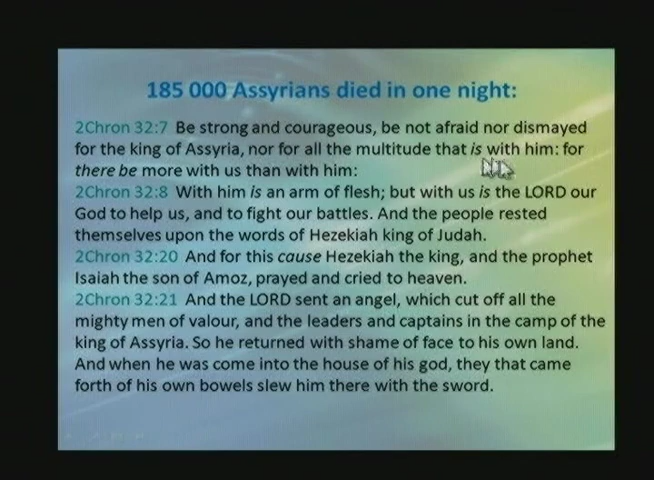 185 000 Assyrians died in one night:
2Chron 32:7 Be strong and courageous, be not afraid nor dismayed
for the king of Assyria, nor for all the multitude that is with him: for
there be more with us than with him:
2Chron 32:8 With him is an arm of flesh; but with us is the LORD our
God to help us, and to fight our battles. And the people rested
themselves upon the words of Hezekiah king of Judah.
2Chron 32:20 And for this cause Hezekiah the king, and the prophet
Isaiah the son of Amoz, prayed and cried to heaven.
2Chron 32:21 And the LORD sent an angel, which cut off all the
mighty men of valour, and the leaders and captains in the camp of the
king of Assyria. So he returned with shame of face to his own land.
And when he was come into the house of his god, they that came
forth of his own bowels slew him there with the sword.